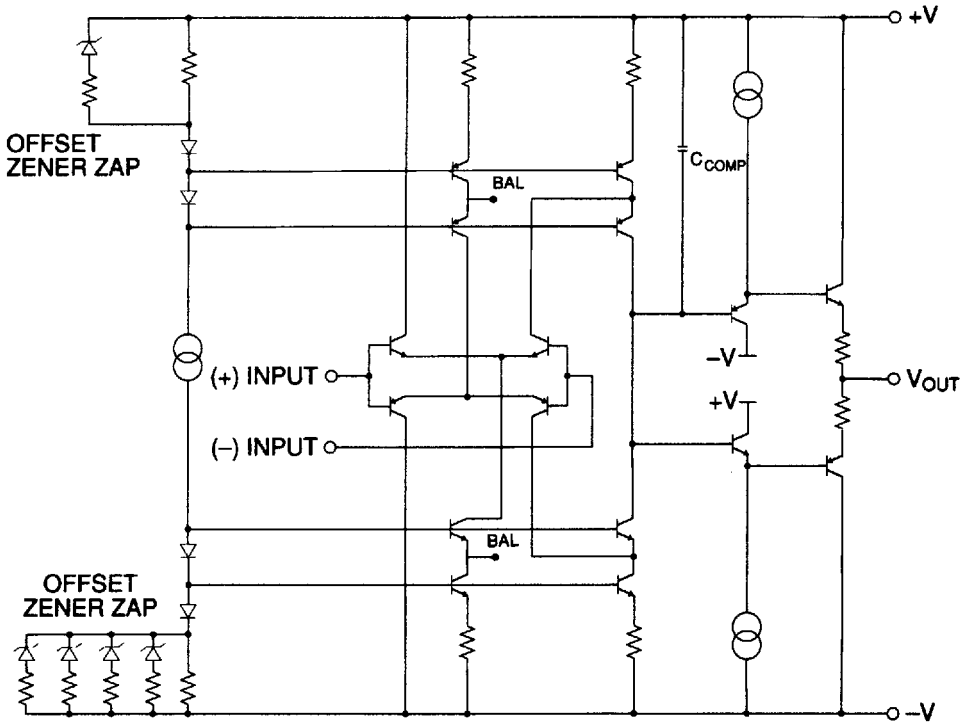 +V
OFFSET
ZENER ZAP
BAL
C_COMP
(+) INPUT
−V
V_OUT
+V
(−) INPUT
BAL
OFFSET
ZENER ZAP
−V